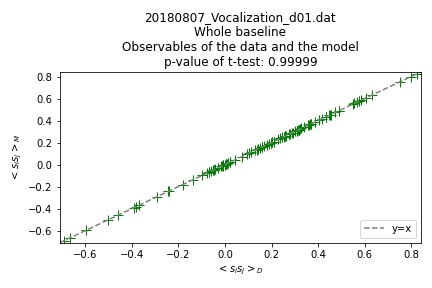 20180807_Vocalization_d01.dat
Whole baseline
Observables of the data and the model
p-value of t-test: 0.99999
< s_i s_j >_M
0.8
0.6
0.4
0.2
0.0
−0.2
−0.4
−0.6
y=x
−0.6 −0.4 −0.2 0.0 0.2 0.4 0.6 0.8
< s_i s_j >_D